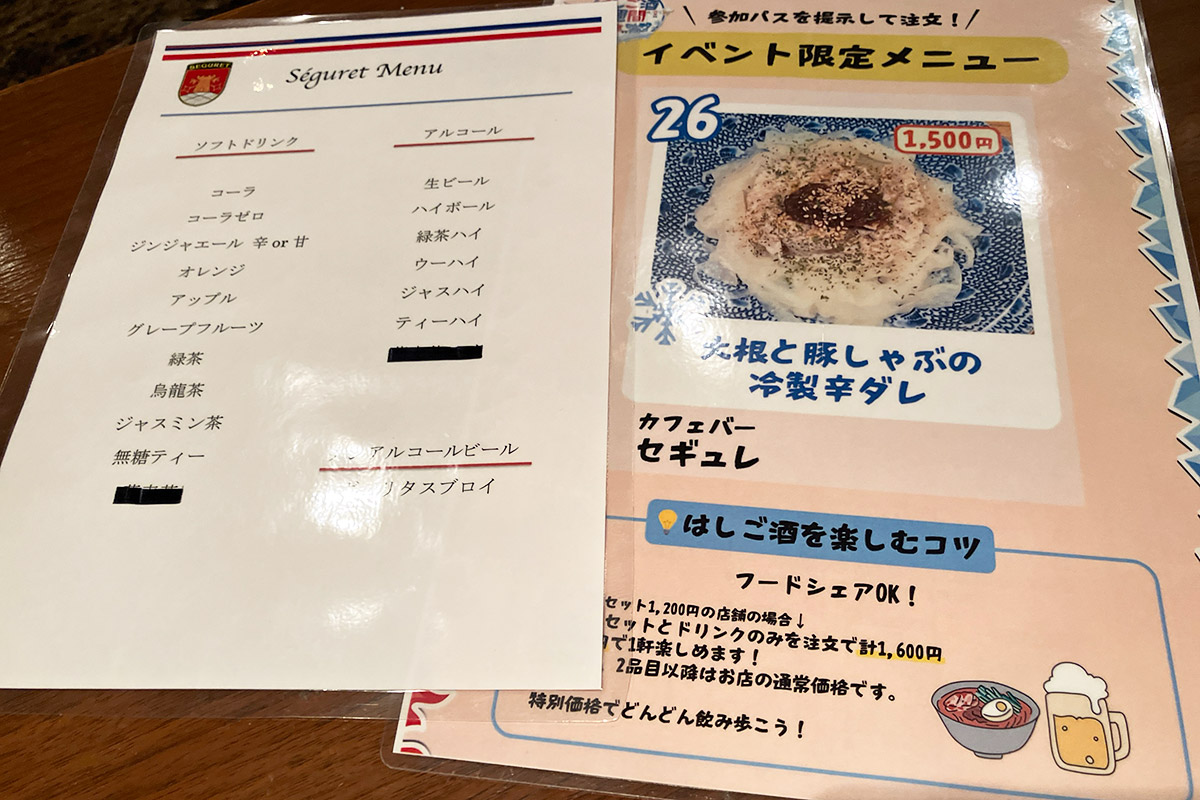 SEGURET
Séguret Menu
ソフトドリンク
コーラ
コーラゼロ
ジンジャエール 辛 or 甘
オレンジ
アップル
グレープフルーツ
緑茶
烏龍茶
ジャスミン茶
無糖ティー
アルコール
生ビール
ハイボール
緑茶ハイ
ウーハイ
ジャスハイ
ティーハイ
アルコールビール
リタスブロイ
参加パスを提示して注文！
イベント限定メニュー
26
1,500円
大根と豚しゃぶの
冷製辛ダレ
カフェバー
セギュレ
はしご酒を楽しむコツ
フードシェアOK！
セット1,200円の店舗の場合↓
セットとドリンクのみを注文で計1,600円
で1軒楽しめます！
2品目以降はお店の通常価格です。
特別価格でどんどん飲み歩こう！